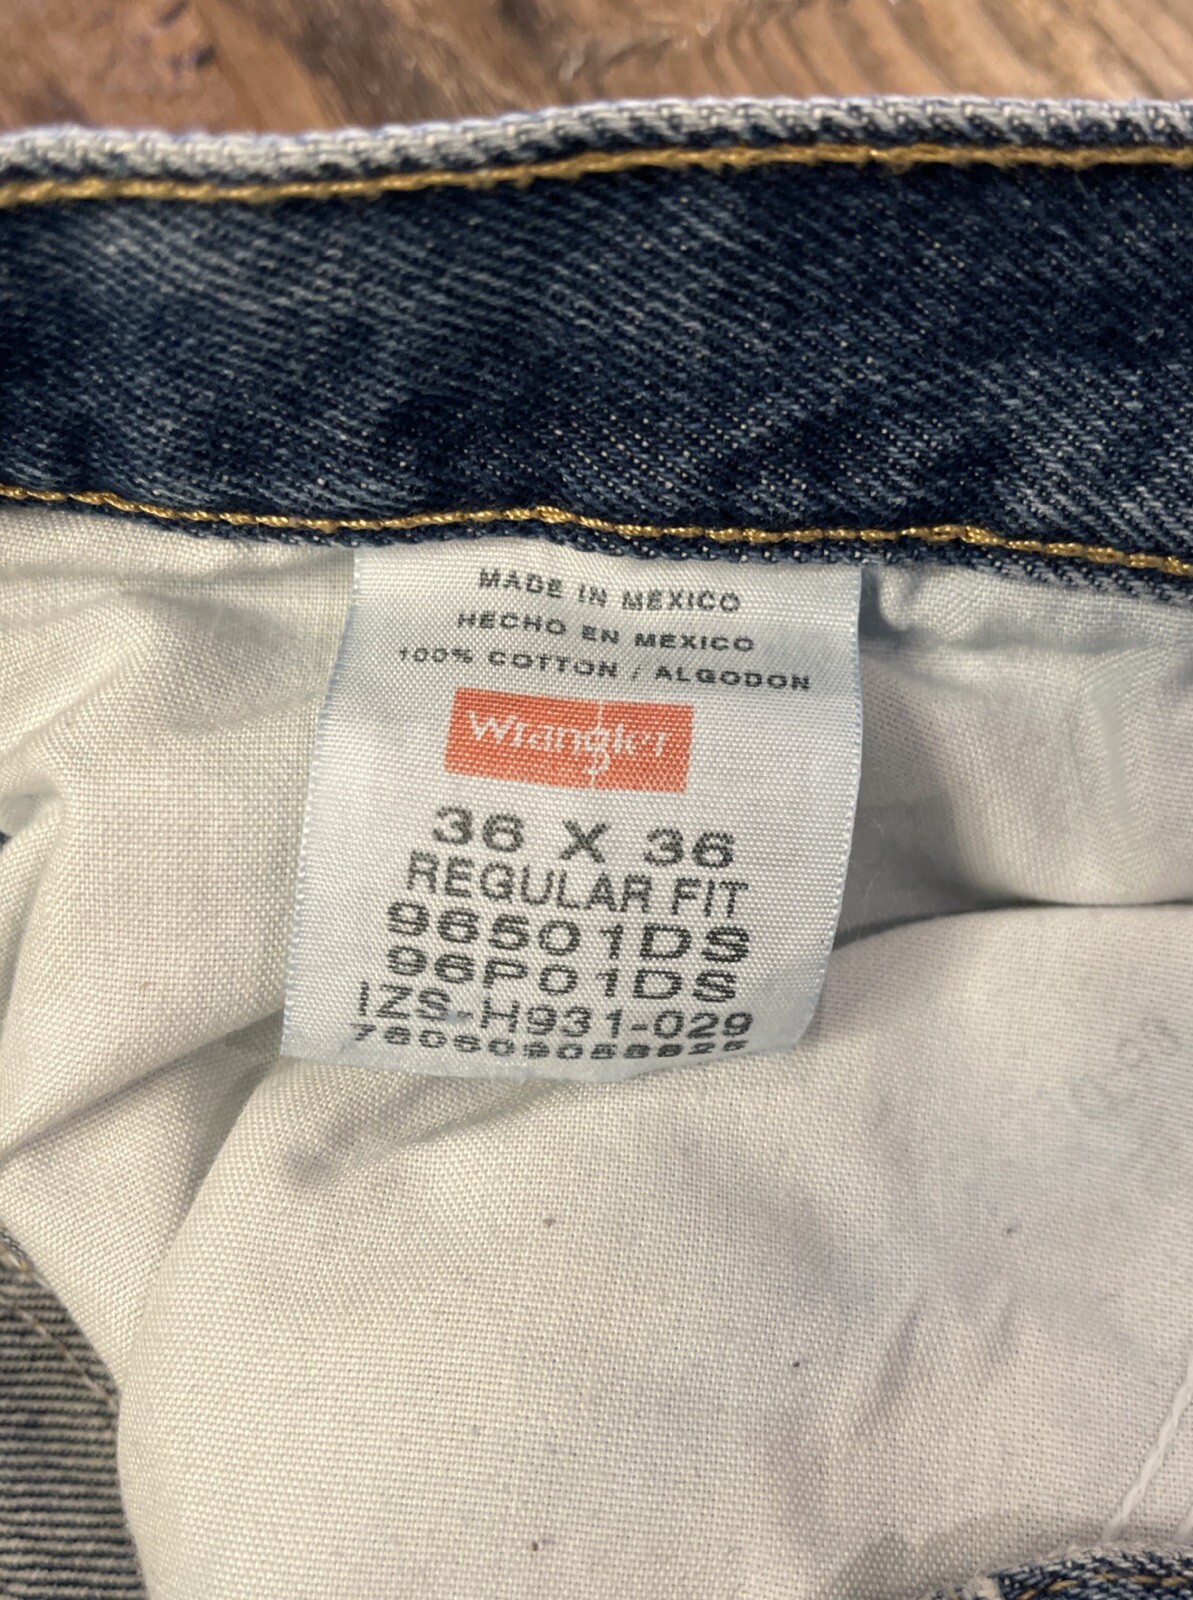 MADE IN MEXICO
HECHO EN MEXICO
100% COTTON / ALGODON
Wrangler
36 X 36
REGULAR FIT
96501DS
96P01DS
IZS-H931-029